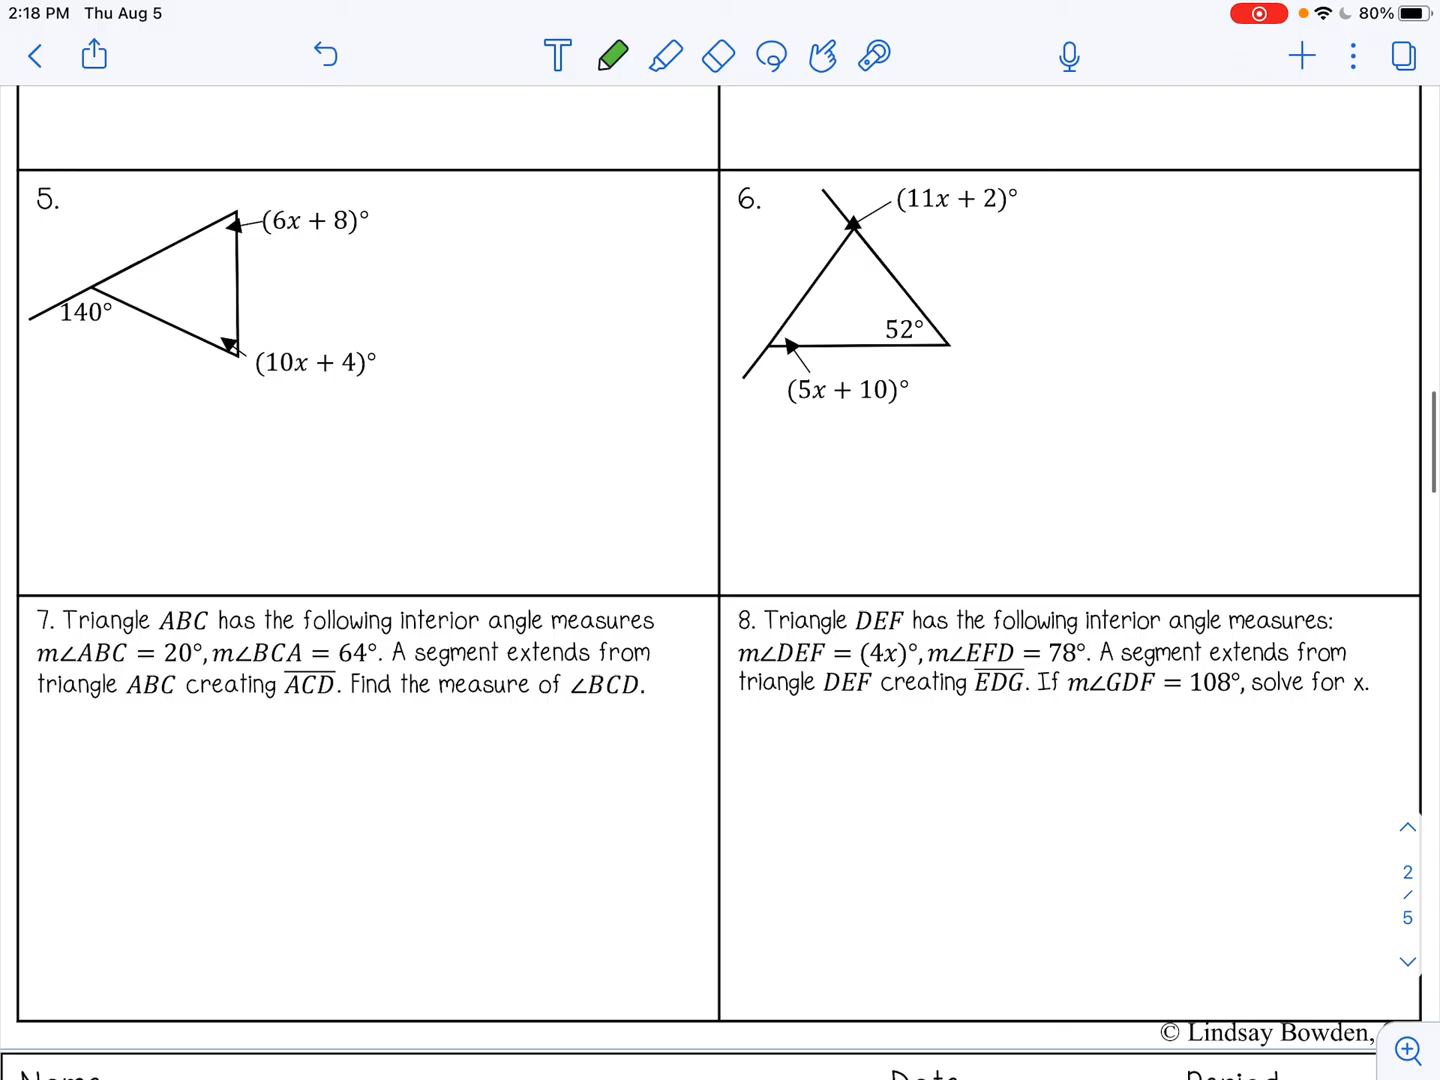 2:18 PM Thu Aug 5
80%
5.
(6x + 8)°
140°
(10x + 4)°
6.
(11x + 2)°
52°
(5x + 10)°
7. Triangle ABC has the following interior angle measures
m∠ABC = 20°, m∠BCA = 64°. A segment extends from
triangle ABC creating A̅C̅D̅. Find the measure of ∠BCD.
8. Triangle DEF has the following interior angle measures:
m∠DEF = (4x)°, m∠EFD = 78°. A segment extends from
triangle DEF creating E̅D̅G̅. If m∠GDF = 108°, solve for x.
2
/
5
© Lindsay Bowden,